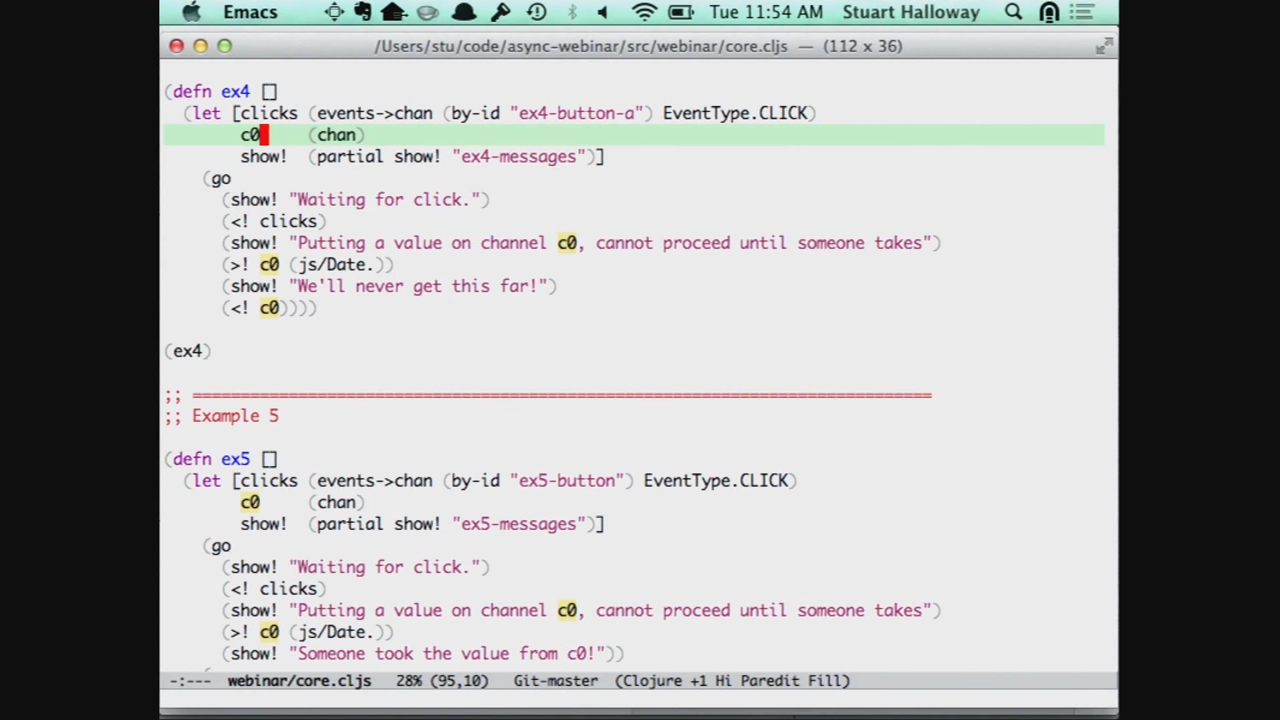 Emacs Tue 11:54 AM Stuart Halloway
/Users/stu/code/async-webinar/src/webinar/core.cljs — (112 x 36)
(defn ex4 []
(let [clicks (events->chan (by-id "ex4-button-a") EventType.CLICK)
c0 (chan)
show! (partial show! "ex4-messages")]
(go
(show! "Waiting for click.")
(<! clicks)
(show! "Putting a value on channel c0, cannot proceed until someone takes")
(>! c0 (js/Date.))
(show! "We'll never get this far!")
(<! c0))))
(ex4)
;; =============================================================================
;; Example 5
(defn ex5 []
(let [clicks (events->chan (by-id "ex5-button") EventType.CLICK)
c0 (chan)
show! (partial show! "ex5-messages")]
(go
(show! "Waiting for click.")
(<! clicks)
(show! "Putting a value on channel c0, cannot proceed until someone takes")
(>! c0 (js/Date.))
(show! "Someone took the value from c0!"))
-:--- webinar/core.cljs 28% (95,10) Git-master (Clojure +1 Hi Paredit Fill)